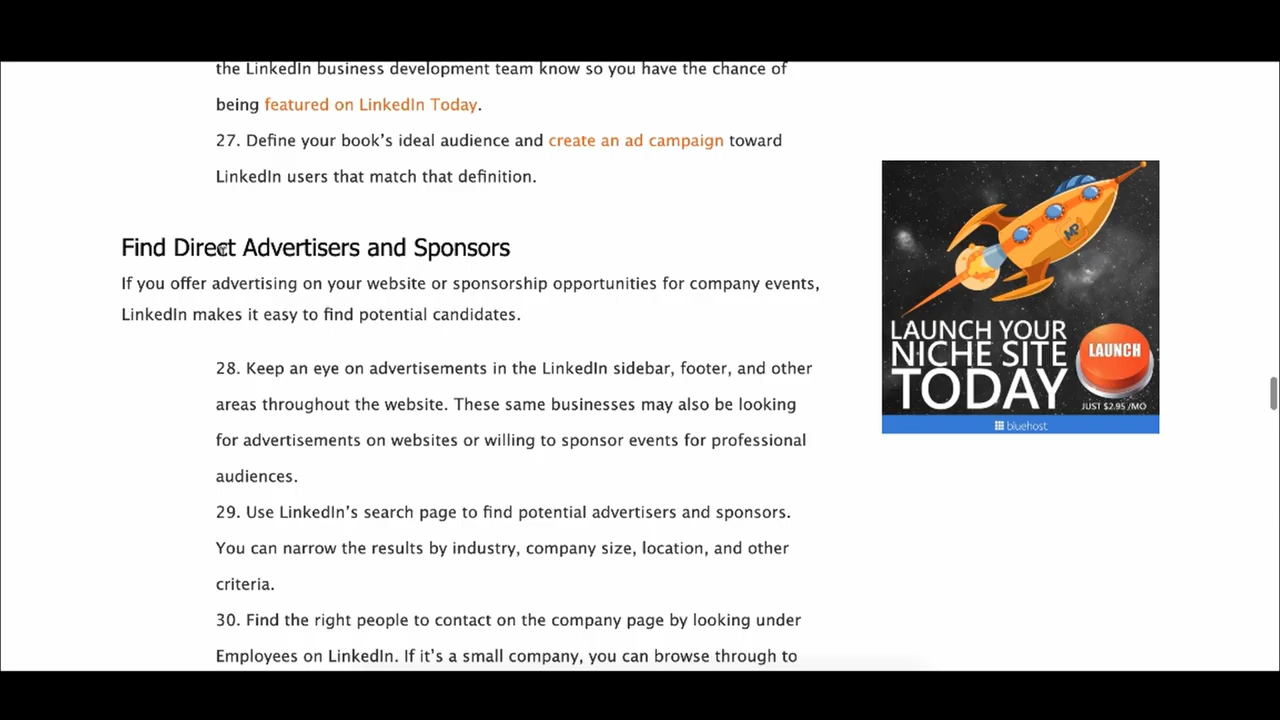 the LinkedIn business development team know so you have the chance of
being featured on LinkedIn Today.
27. Define your book's ideal audience and create an ad campaign toward
LinkedIn users that match that definition.
Find Direct Advertisers and Sponsors
If you offer advertising on your website or sponsorship opportunities for company events,
LinkedIn makes it easy to find potential candidates.
28. Keep an eye on advertisements in the LinkedIn sidebar, footer, and other
areas throughout the website. These same businesses may also be looking
for advertisements on websites or willing to sponsor events for professional
audiences.
29. Use LinkedIn's search page to find potential advertisers and sponsors.
You can narrow the results by industry, company size, location, and other
criteria.
30. Find the right people to contact on the company page by looking under
Employees on LinkedIn. If it's a small company, you can browse through to
MP
LAUNCH YOUR
NICHE SITE
TODAY
LAUNCH
JUST $2.95 /MO
bluehost